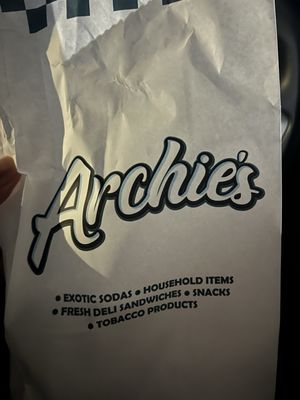 Archie's
• EXOTIC SODAS • HOUSEHOLD ITEMS
• FRESH DELI SANDWICHES • SNACKS
• TOBACCO PRODUCTS